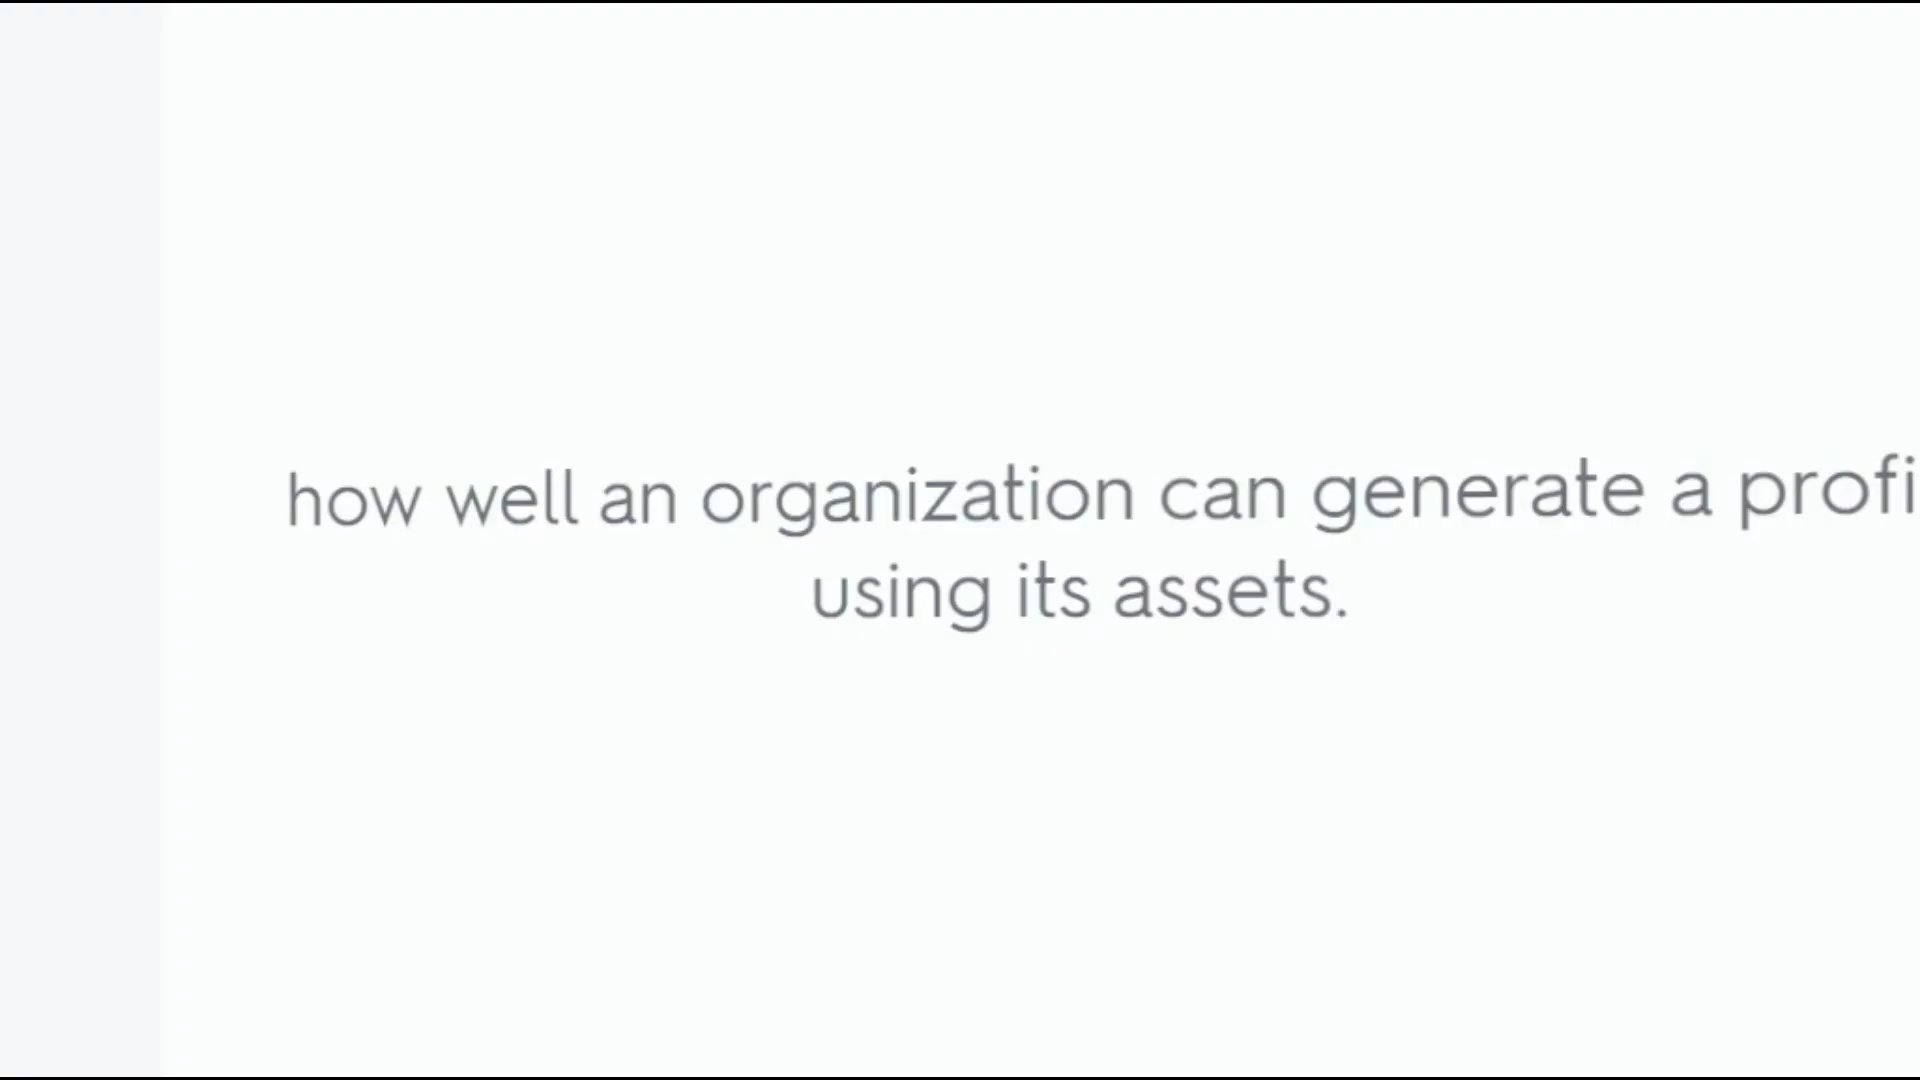 how well an organization can generate a profi
using its assets.